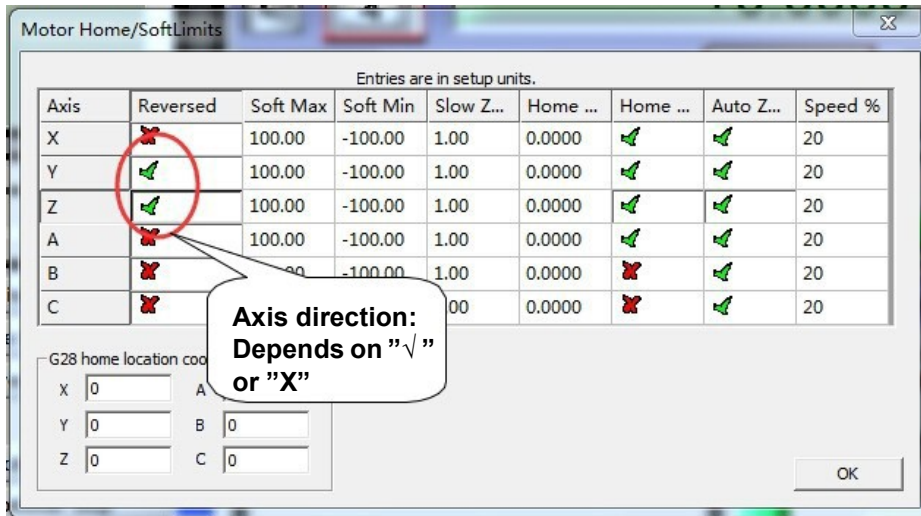 Motor Home/SoftLimits
Entries are in setup units.
Axis Reversed Soft Max Soft Min Slow Z... Home ... Home ... Auto Z... Speed %
X 100.00 -100.00 1.00 0.0000 20
Y 100.00 -100.00 1.00 0.0000 20
Z 100.00 -100.00 1.00 0.0000 20
A 100.00 -100.00 1.00 0.0000 20
B -100.00 1.00 0.0000 20
C 0.0000 20
Axis direction:
Depends on ”√ ”
or ”X”
G28 home location
X 0 A
Y 0 B 0
Z 0 C 0
OK